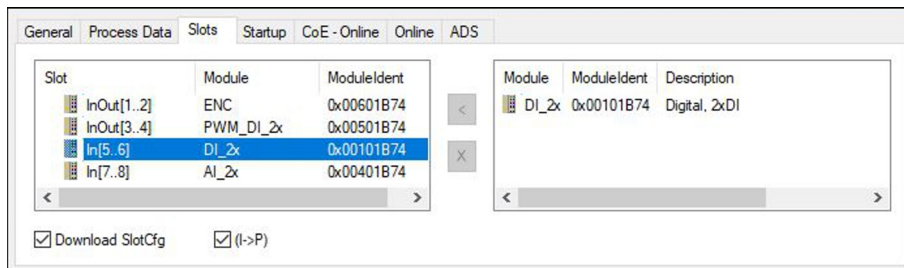 General Process Data Slots Startup CoE - Online Online ADS
Slot Module ModuleIdent
InOut[1..2] ENC 0x00601B74
InOut[3..4] PWM_DI_2x 0x00501B74
In[5..6] DI_2x 0x00101B74
In[7..8] AI_2x 0x00401B74
<
X
Module ModuleIdent Description
DI_2x 0x00101B74 Digital, 2xDI
Download SlotCfg (I->P)